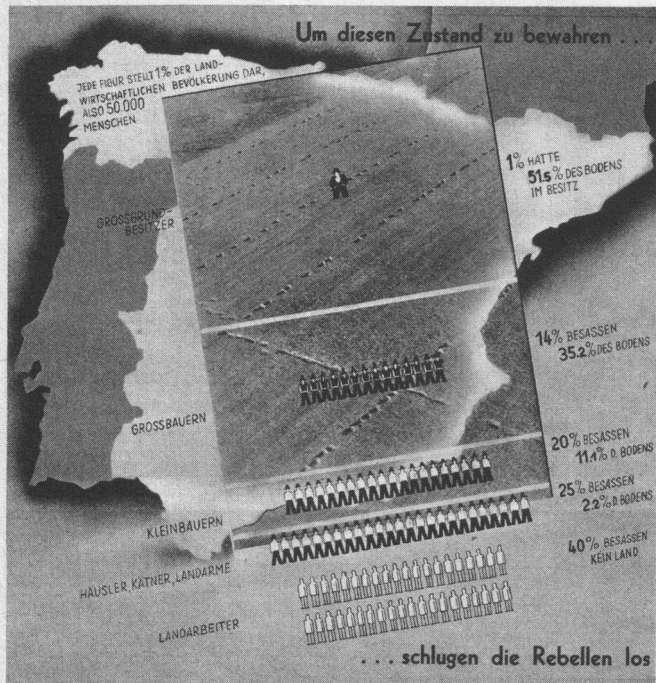 Um diesen Zustand zu bewahren . . .
JEDE FIGUR STELLT 1% DER LAND-
WIRTSCHAFTLICHEN BEVÖLKERUNG DAR,
ALSO 50.000
MENSCHEN
1% HATTE
51.5% DES BODENS
IM BESITZ
GROSSGRUND-
BESITZER
14% BESASSEN
35.2% DES BODENS
GROSSBAUERN
20% BESASSEN
11.1% D. BODENS
KLEINBAUERN
25% BESASSEN
2.2% D. BODENS
HÄUSLER, KÄTNER, LANDARME
40% BESASSEN
KEIN LAND
LANDARBEITER
. . . schlugen die Rebellen los